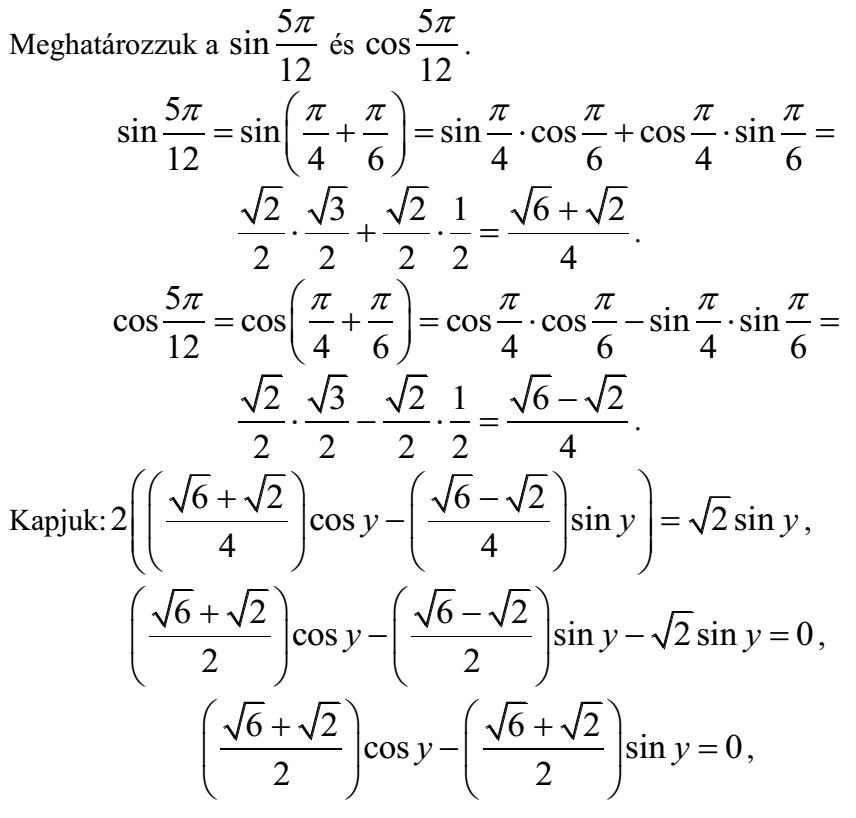 Meghatározzuk a $\sin\frac{5\pi}{12}$ és $\cos\frac{5\pi}{12}$.
$\sin\frac{5\pi}{12} = \sin\left(\frac{\pi}{4}+\frac{\pi}{6}\right) = \sin\frac{\pi}{4}\cdot\cos\frac{\pi}{6}+\cos\frac{\pi}{4}\cdot\sin\frac{\pi}{6} =$
$\frac{\sqrt{2}}{2}\cdot\frac{\sqrt{3}}{2}+\frac{\sqrt{2}}{2}\cdot\frac{1}{2} = \frac{\sqrt{6}+\sqrt{2}}{4}$.
$\cos\frac{5\pi}{12} = \cos\left(\frac{\pi}{4}+\frac{\pi}{6}\right) = \cos\frac{\pi}{4}\cdot\cos\frac{\pi}{6}-\sin\frac{\pi}{4}\cdot\sin\frac{\pi}{6} =$
$\frac{\sqrt{2}}{2}\cdot\frac{\sqrt{3}}{2}-\frac{\sqrt{2}}{2}\cdot\frac{1}{2} = \frac{\sqrt{6}-\sqrt{2}}{4}$.
Kapjuk: $2\left(\left(\frac{\sqrt{6}+\sqrt{2}}{4}\right)\cos y-\left(\frac{\sqrt{6}-\sqrt{2}}{4}\right)\sin y\right) = \sqrt{2}\sin y$,
$\left(\frac{\sqrt{6}+\sqrt{2}}{2}\right)\cos y-\left(\frac{\sqrt{6}-\sqrt{2}}{2}\right)\sin y-\sqrt{2}\sin y = 0$,
$\left(\frac{\sqrt{6}+\sqrt{2}}{2}\right)\cos y-\left(\frac{\sqrt{6}+\sqrt{2}}{2}\right)\sin y = 0$,